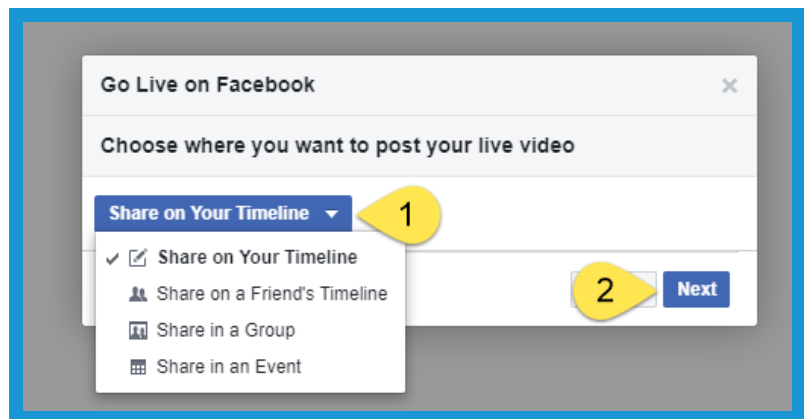 Go Live on Facebook
Choose where you want to post your live video
Share on Your Timeline
1
Share on Your Timeline
Share on a Friend's Timeline
Share in a Group
Share in an Event
2
Next